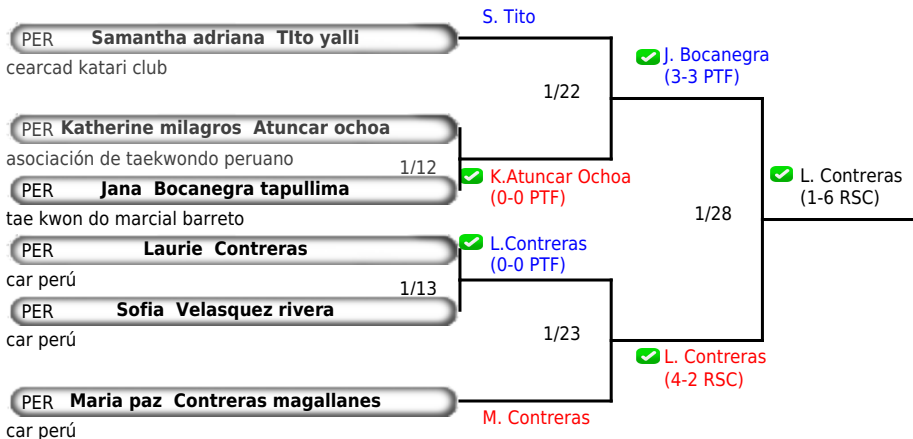 S. Tito
PER Samantha adriana TIto yalli
cearcad katari club
J. Bocanegra
(3-3 PTF)
1/22
PER Katherine milagros Atuncar ochoa
asociación de taekwondo peruano
1/12
K.Atuncar Ochoa
(0-0 PTF)
PER Jana Bocanegra tapullima
tae kwon do marcial barreto
L. Contreras
(1-6 RSC)
1/28
PER Laurie Contreras
car perú
L.Contreras
(0-0 PTF)
1/13
PER Sofia Velasquez rivera
car perú
1/23
L. Contreras
(4-2 RSC)
PER Maria paz Contreras magallanes
car perú
M. Contreras